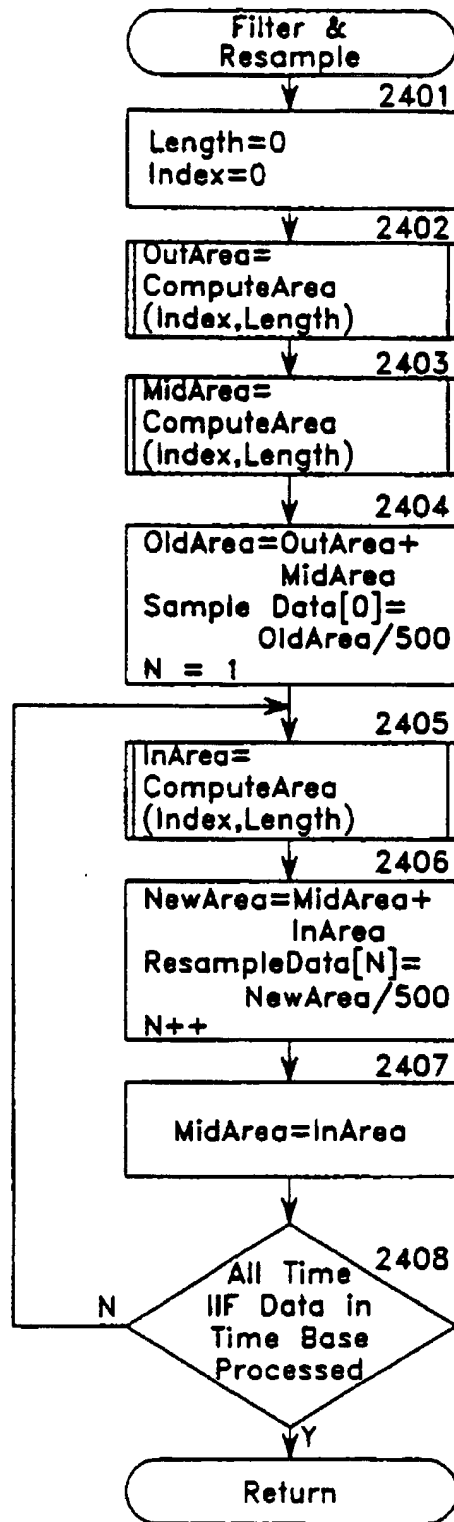 Filter &
Resample
2401
Length=0
Index=0
2402
OutArea=
ComputeArea
(Index,Length)
2403
MidArea=
ComputeArea
(Index,Length)
2404
OldArea=OutArea+
MidArea
Sample Data[0]=
OldArea/500
N = 1
2405
InArea=
ComputeArea
(Index,Length)
2406
NewArea=MidArea+
InArea
ResampleData[N]=
NewArea/500
N++
2407
MidArea=InArea
2408
All Time
IIF Data in
Time Base
Processed
N
Y
Return